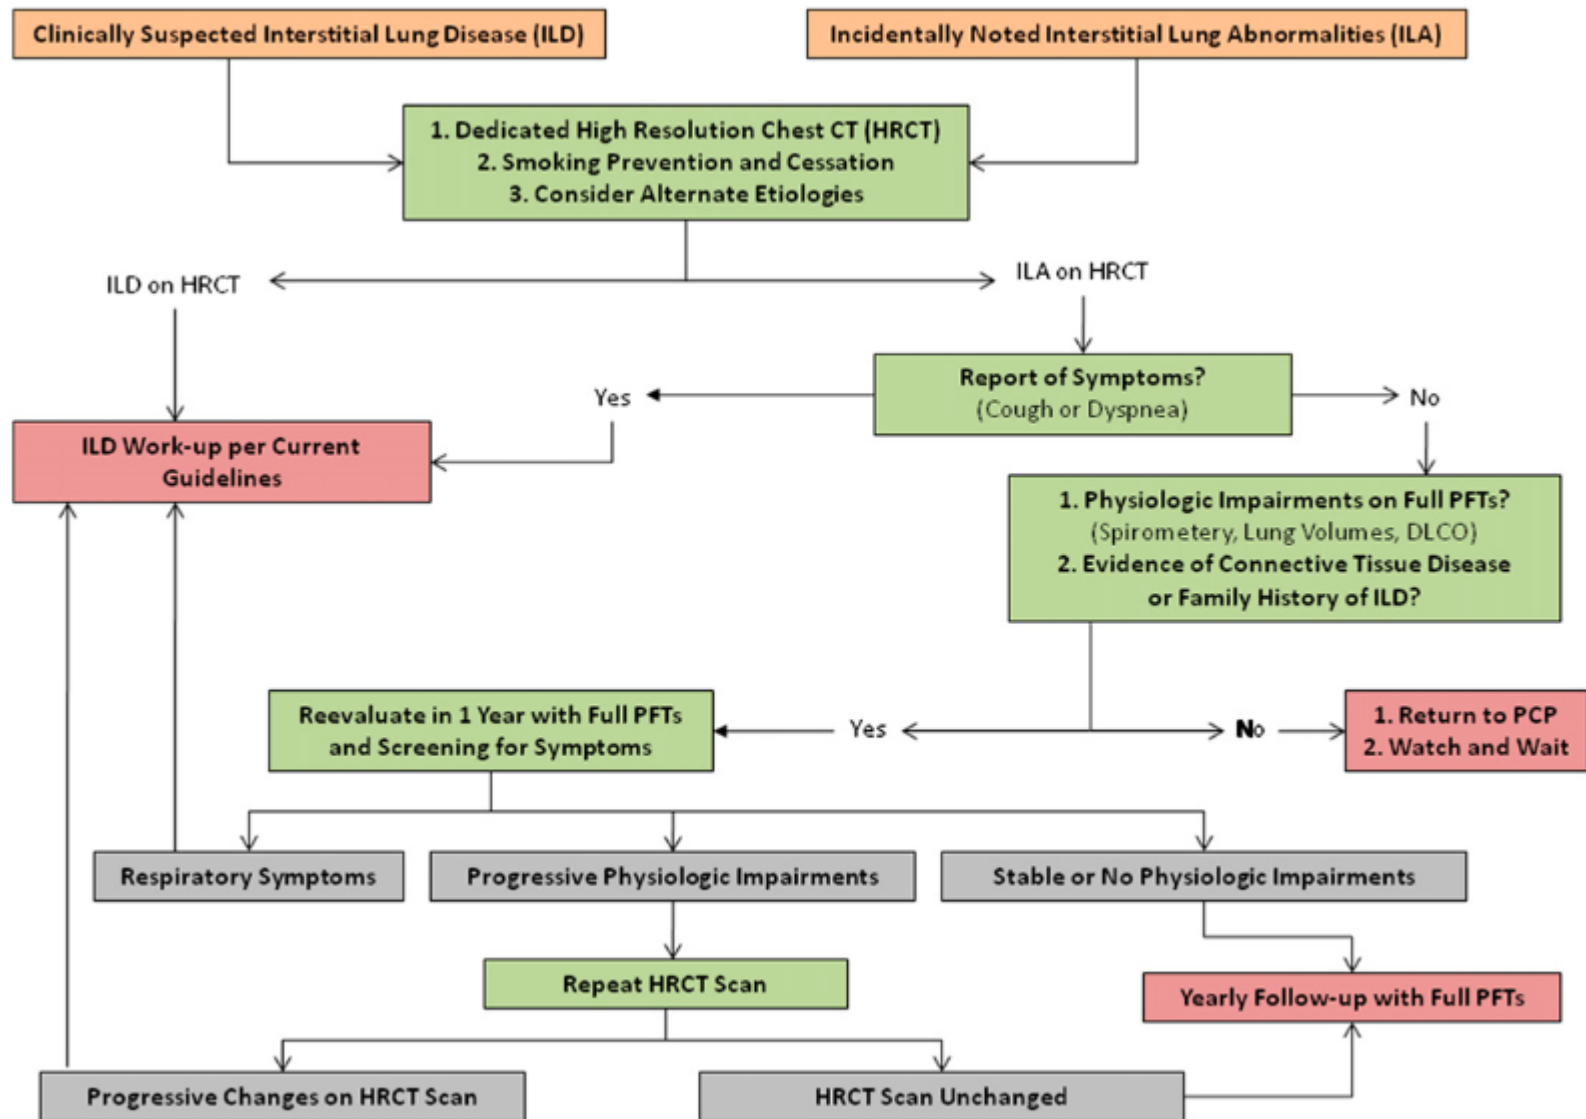 Clinically Suspected Interstitial Lung Disease (ILD)
Incidentally Noted Interstitial Lung Abnormalities (ILA)
1. Dedicated High Resolution Chest CT (HRCT)
2. Smoking Prevention and Cessation
3. Consider Alternate Etiologies
ILD on HRCT
ILA on HRCT
Report of Symptoms?
(Cough or Dyspnea)
Yes
No
ILD Work-up per Current
Guidelines
1. Physiologic Impairments on Full PFTs?
(Spirometery, Lung Volumes, DLCO)
2. Evidence of Connective Tissue Disease
or Family History of ILD?
Reevaluate in 1 Year with Full PFTs
and Screening for Symptoms
Yes
No
1. Return to PCP
2. Watch and Wait
Respiratory Symptoms
Progressive Physiologic Impairments
Stable or No Physiologic Impairments
Repeat HRCT Scan
Yearly Follow-up with Full PFTs
Progressive Changes on HRCT Scan
HRCT Scan Unchanged